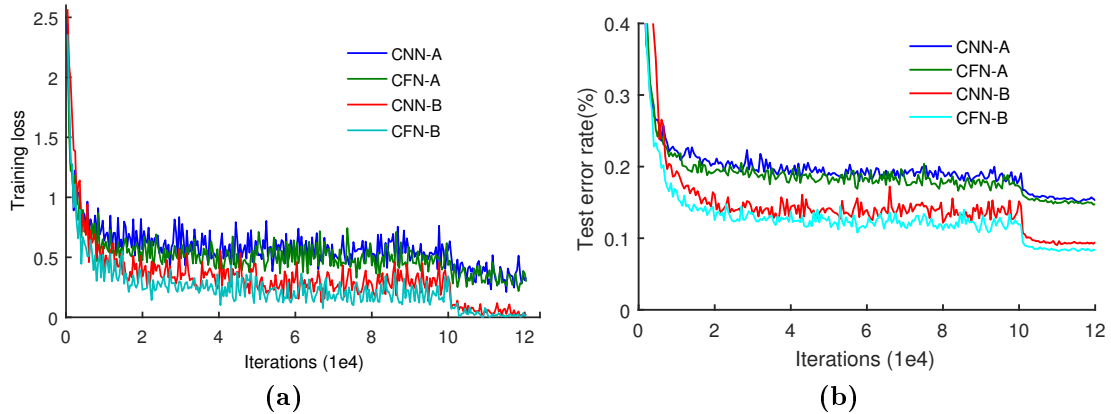 2.5
2
1.5
1
0.5
0
Training loss
CNN-A
CFN-A
CNN-B
CFN-B
0 2 4 6 8 10 12
Iterations (1e4)
(a)
0.4
0.3
0.2
0.1
0
Test error rate(%)
CNN-A
CFN-A
CNN-B
CFN-B
0 2 4 6 8 10 12
Iterations (1e4)
(b)